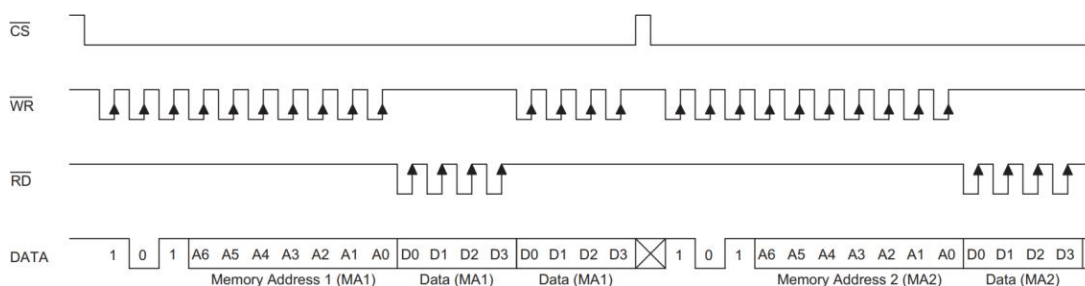 CS
WR
RD
DATA 1 0 1 A6 A5 A4 A3 A2 A1 A0 D0 D1 D2 D3 D0 D1 D2 D3 1 0 1 A6 A5 A4 A3 A2 A1 A0 D0 D1 D2 D3
Memory Address 1 (MA1) Data (MA1) Data (MA1) Memory Address 2 (MA2) Data (MA2)